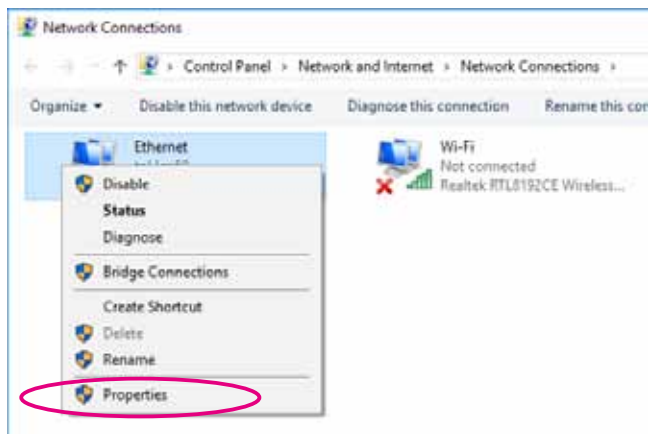 Network Connections
Control Panel > Network and Internet > Network Connections >
Organize Disable this network device Diagnose this connection Rename this con
Ethernet
Wi-Fi
Not connected
Realtek RTL8192CE Wireless...
Disable
Status
Diagnose
Bridge Connections
Create Shortcut
Delete
Rename
Properties